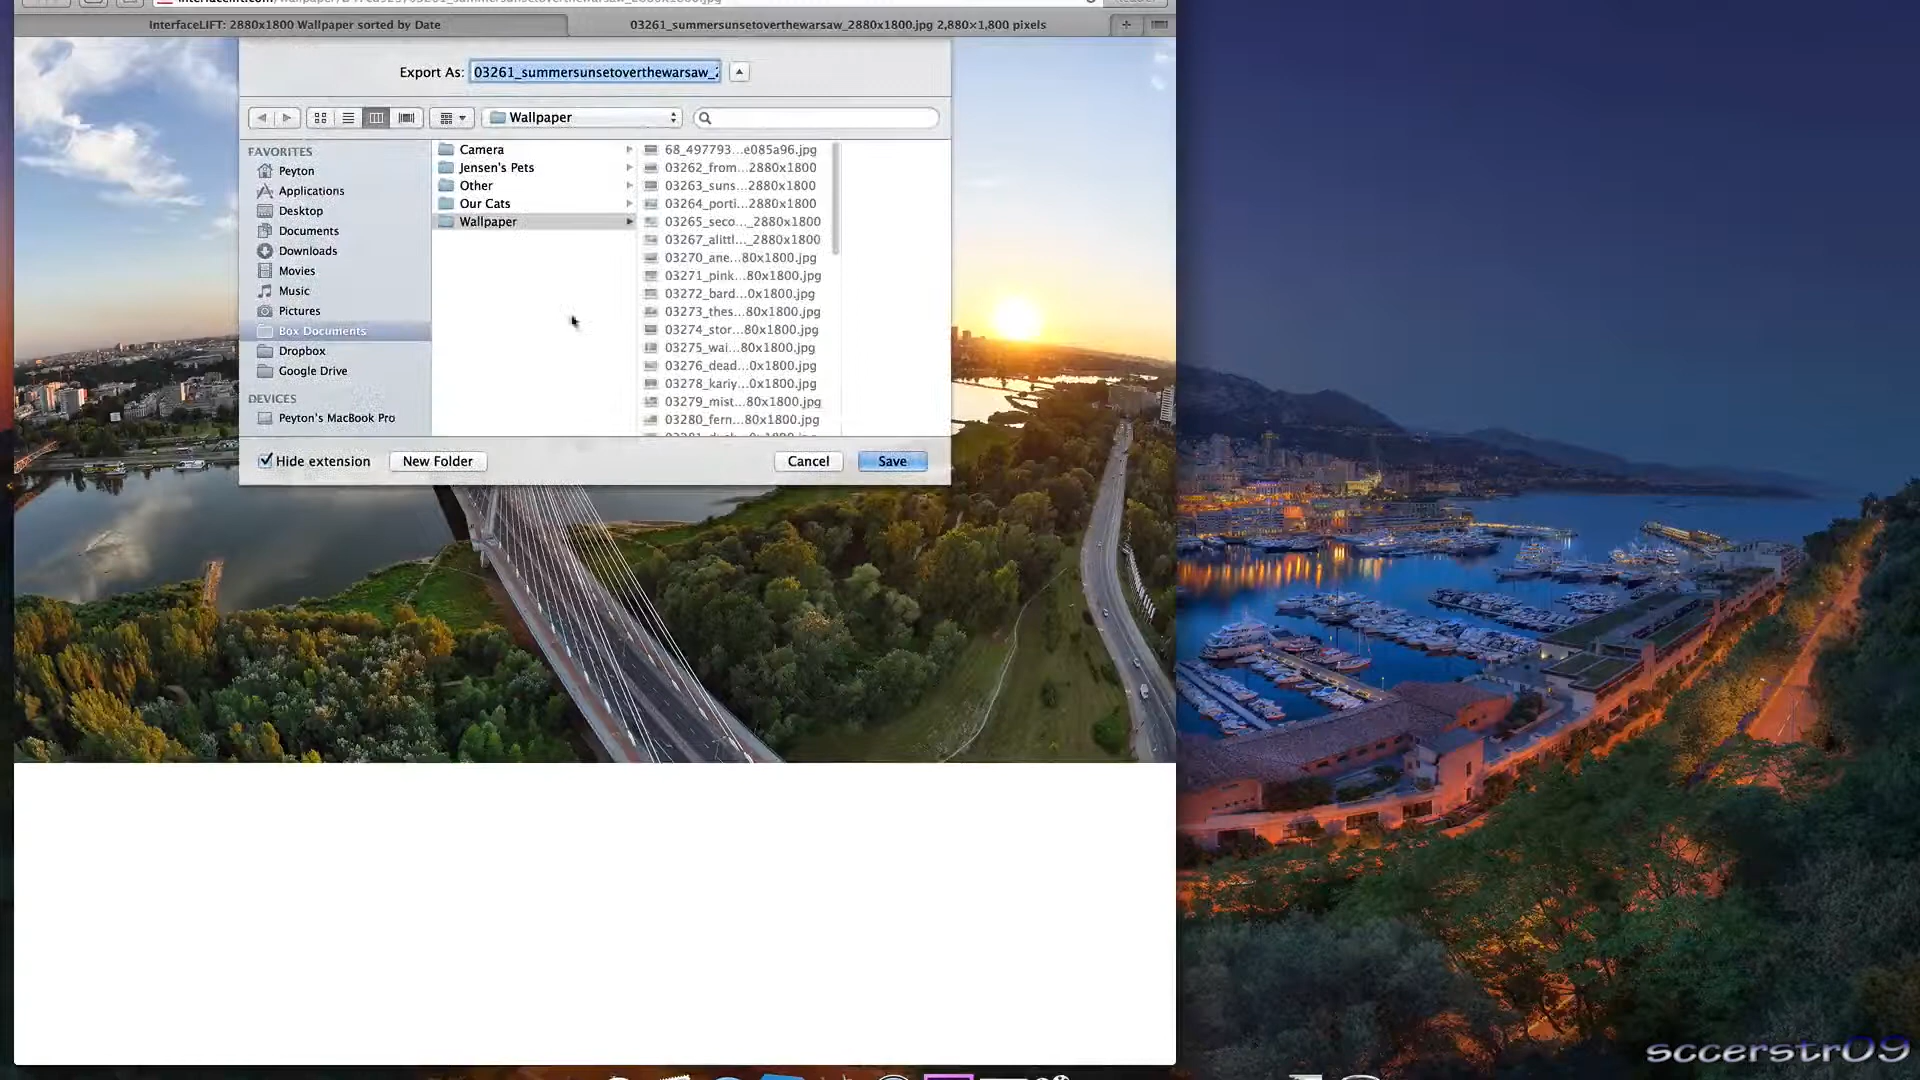 InterfaceLIFT: 2880x1800 Wallpaper sorted by Date
03261_summersunsetoverthewarsaw_2880x1800.jpg 2,880×1,800 pixels
Export As: 03261_summersunsetoverthewarsaw_2
Wallpaper
FAVORITES
Peyton
Applications
Desktop
Documents
Downloads
Movies
Music
Pictures
Box Documents
Dropbox
Google Drive
DEVICES
Peyton's MacBook Pro
Camera
Jensen's Pets
Other
Our Cats
Wallpaper
68_497793...e085a96.jpg
03262_from...2880x1800
03263_suns...2880x1800
03264_porti...2880x1800
03265_seco..._2880x1800
03267_alittl..._2880x1800
03270_ane...80x1800.jpg
03271_pink...80x1800.jpg
03272_bard...0x1800.jpg
03273_thes...80x1800.jpg
03274_stor...80x1800.jpg
03275_wai...80x1800.jpg
03276_dead...0x1800.jpg
03278_kariy...0x1800.jpg
03279_mist...80x1800.jpg
03280_fern...80x1800.jpg
Hide extension
New Folder
Cancel
Save
sccerstr09